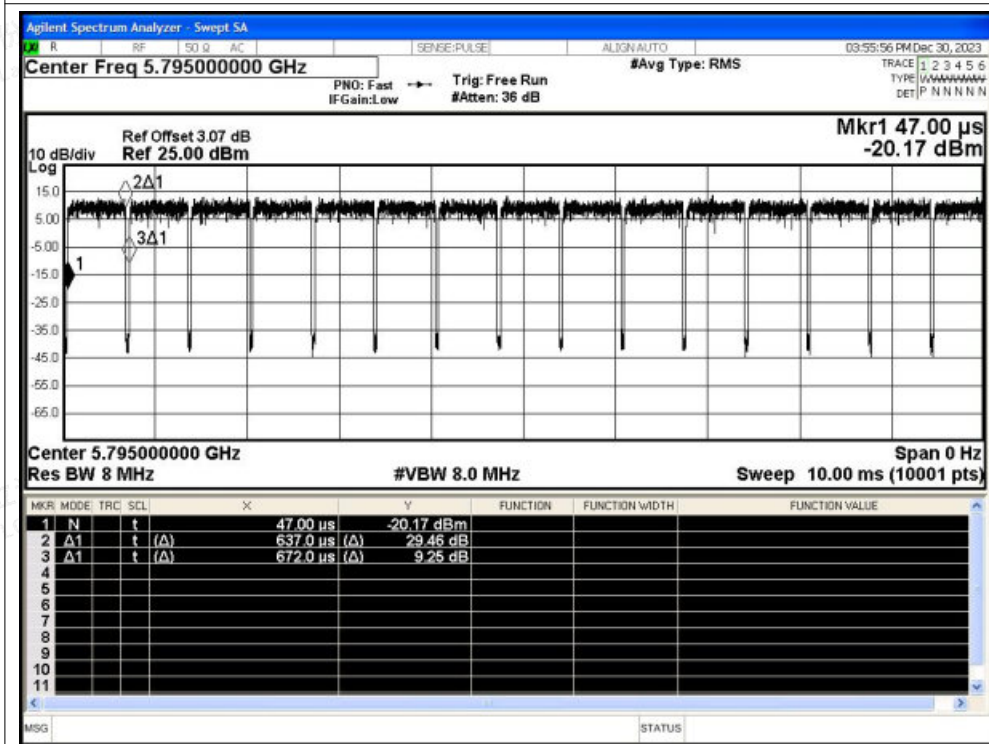 Agilent Spectrum Analyzer - Swept SA
LXI R RF 50 Ω AC SENSE:PULSE ALIGN AUTO 03:55:56 PM Dec 30, 2023
Center Freq 5.795000000 GHz #Avg Type: RMS TRACE 1 2 3 4 5 6
PNO: Fast Trig: Free Run TYPE WWWWWW
IFGain:Low #Atten: 36 dB DET P N N N N N
Ref Offset 3.07 dB Mkr1 47.00 µs
10 dB/div Ref 25.00 dBm -20.17 dBm
Log
2Δ1
15.0
5.00
3Δ1
-5.00
1
-15.0
-25.0
-35.0
-45.0
-55.0
-65.0
Center 5.795000000 GHz Span 0 Hz
Res BW 8 MHz #VBW 8.0 MHz Sweep 10.00 ms (10001 pts)
MKR MODE TRC SCL X Y FUNCTION FUNCTION WIDTH FUNCTION VALUE
1 N t 47.00 µs -20.17 dBm
2 Δ1 t (Δ) 637.0 µs (Δ) 29.46 dB
3 Δ1 t (Δ) 672.0 µs (Δ) 9.25 dB
4
5
6
7
8
9
10
11
MSG STATUS